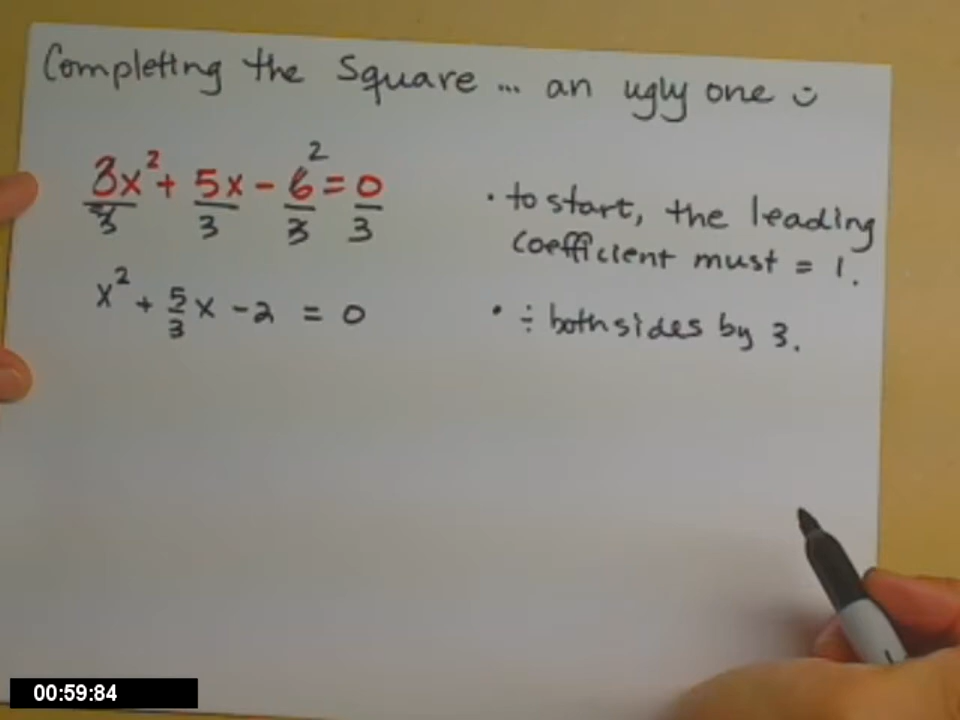 Completing the Square ... an ugly one ☺
3x² + 5x - 6 = 0
2
3 3 3 3
x² + 5/3 x - 2 = 0
• to start, the leading
coefficient must = 1.
• ÷ both sides by 3.
00:59:84